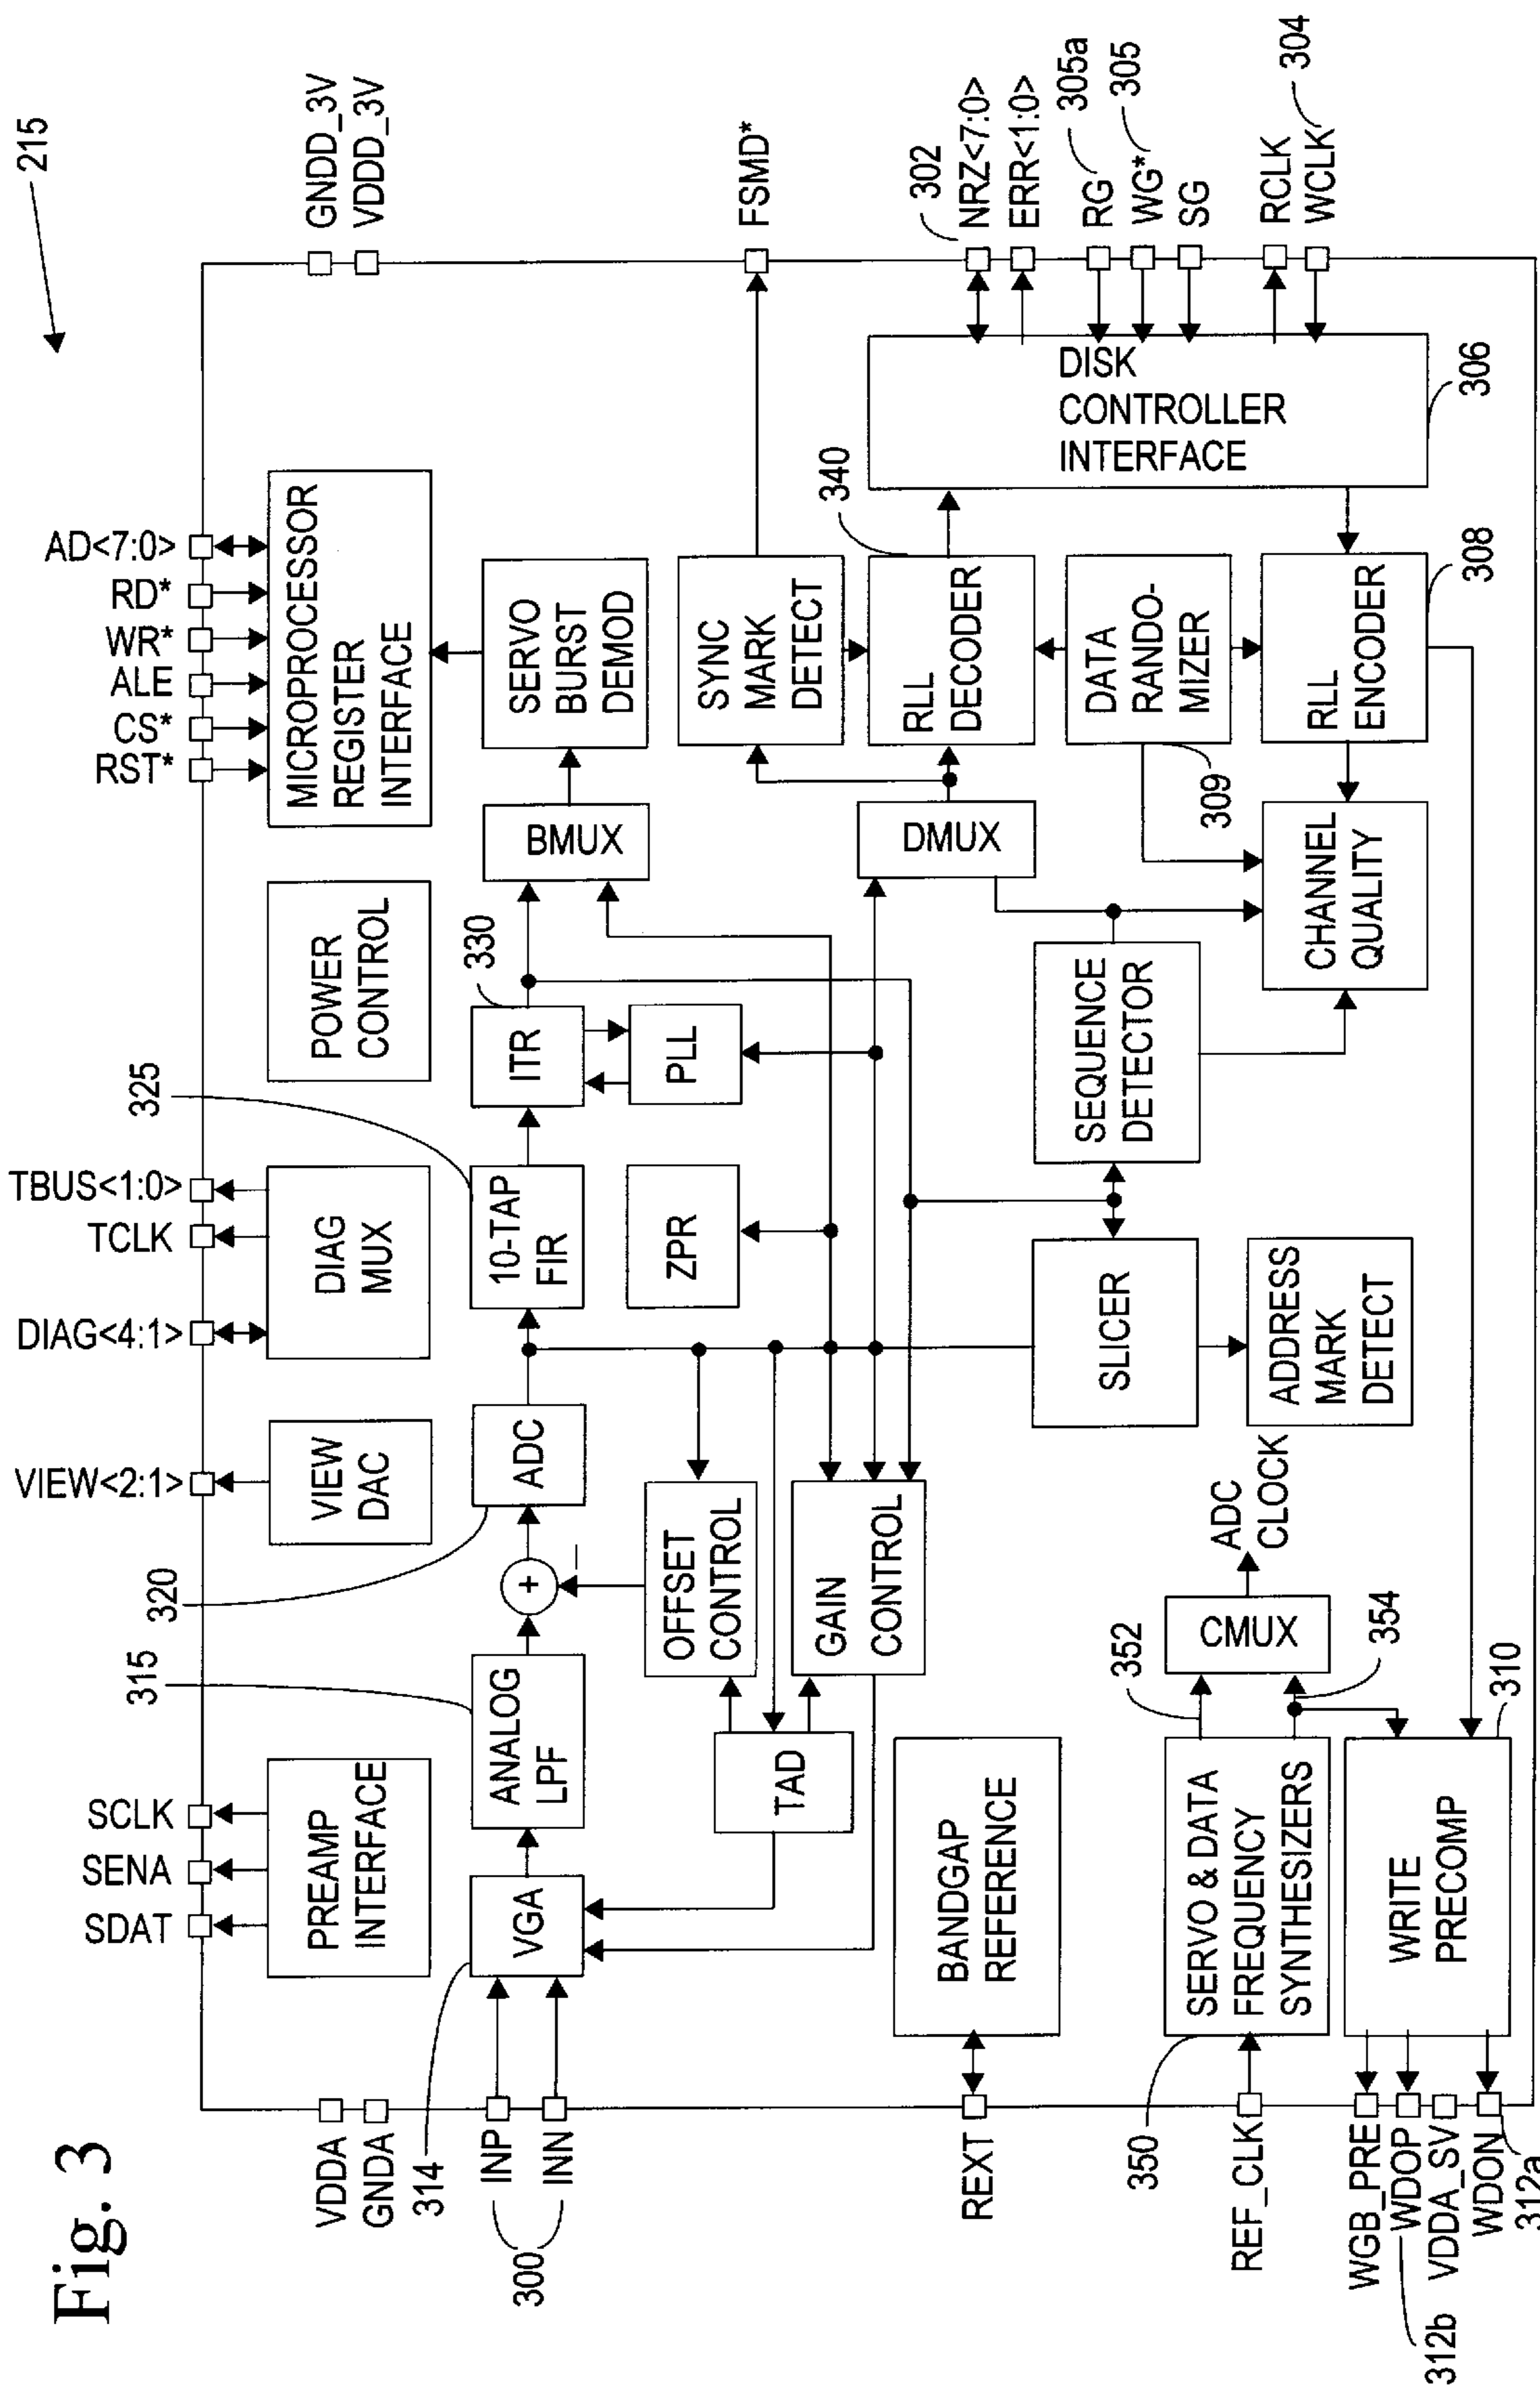 Fig. 3
215
VDDA
GNDA
314
INP
INN
300
REXT
350
REF_CLK
WGB_PRE
WDOP
VDDA_SV
WDON
312a
312b
SDAT
SENA
SCLK
VIEW<2:1>
DIAG<4:1>
TCLK
TBUS<1:0>
RST*
CS*
ALE
WR*
RD*
AD<7:0>
GNDD_3V
VDDD_3V
PREAMP
INTERFACE
315
320
VIEW
DAC
DIAG
MUX
325
POWER
CONTROL
MICROPROCESSOR
REGISTER
INTERFACE
VGA
ANALOG
LPF
+
–
ADC
10-TAP
FIR
ITR
330
BMUX
SERVO
BURST
DEMOD
OFFSET
CONTROL
ZPR
PLL
TAD
GAIN
CONTROL
SYNC
MARK
DETECT
FSMD*
340
RLL
DECODER
DMUX
302
NRZ<7:0>
ERR<1:0>
RG
305a
WG*
305
SG
RCLK
WCLK
304
DISK
CONTROLLER
INTERFACE
306
BANDGAP
REFERENCE
SLICER
SEQUENCE
DETECTOR
DATA
RANDO-
MIZER
309
ADDRESS
MARK
DETECT
CHANNEL
QUALITY
RLL
ENCODER
308
SERVO & DATA
FREQUENCY
SYNTHESIZERS
352
CMUX
354
ADC
CLOCK
WRITE
PRECOMP
310